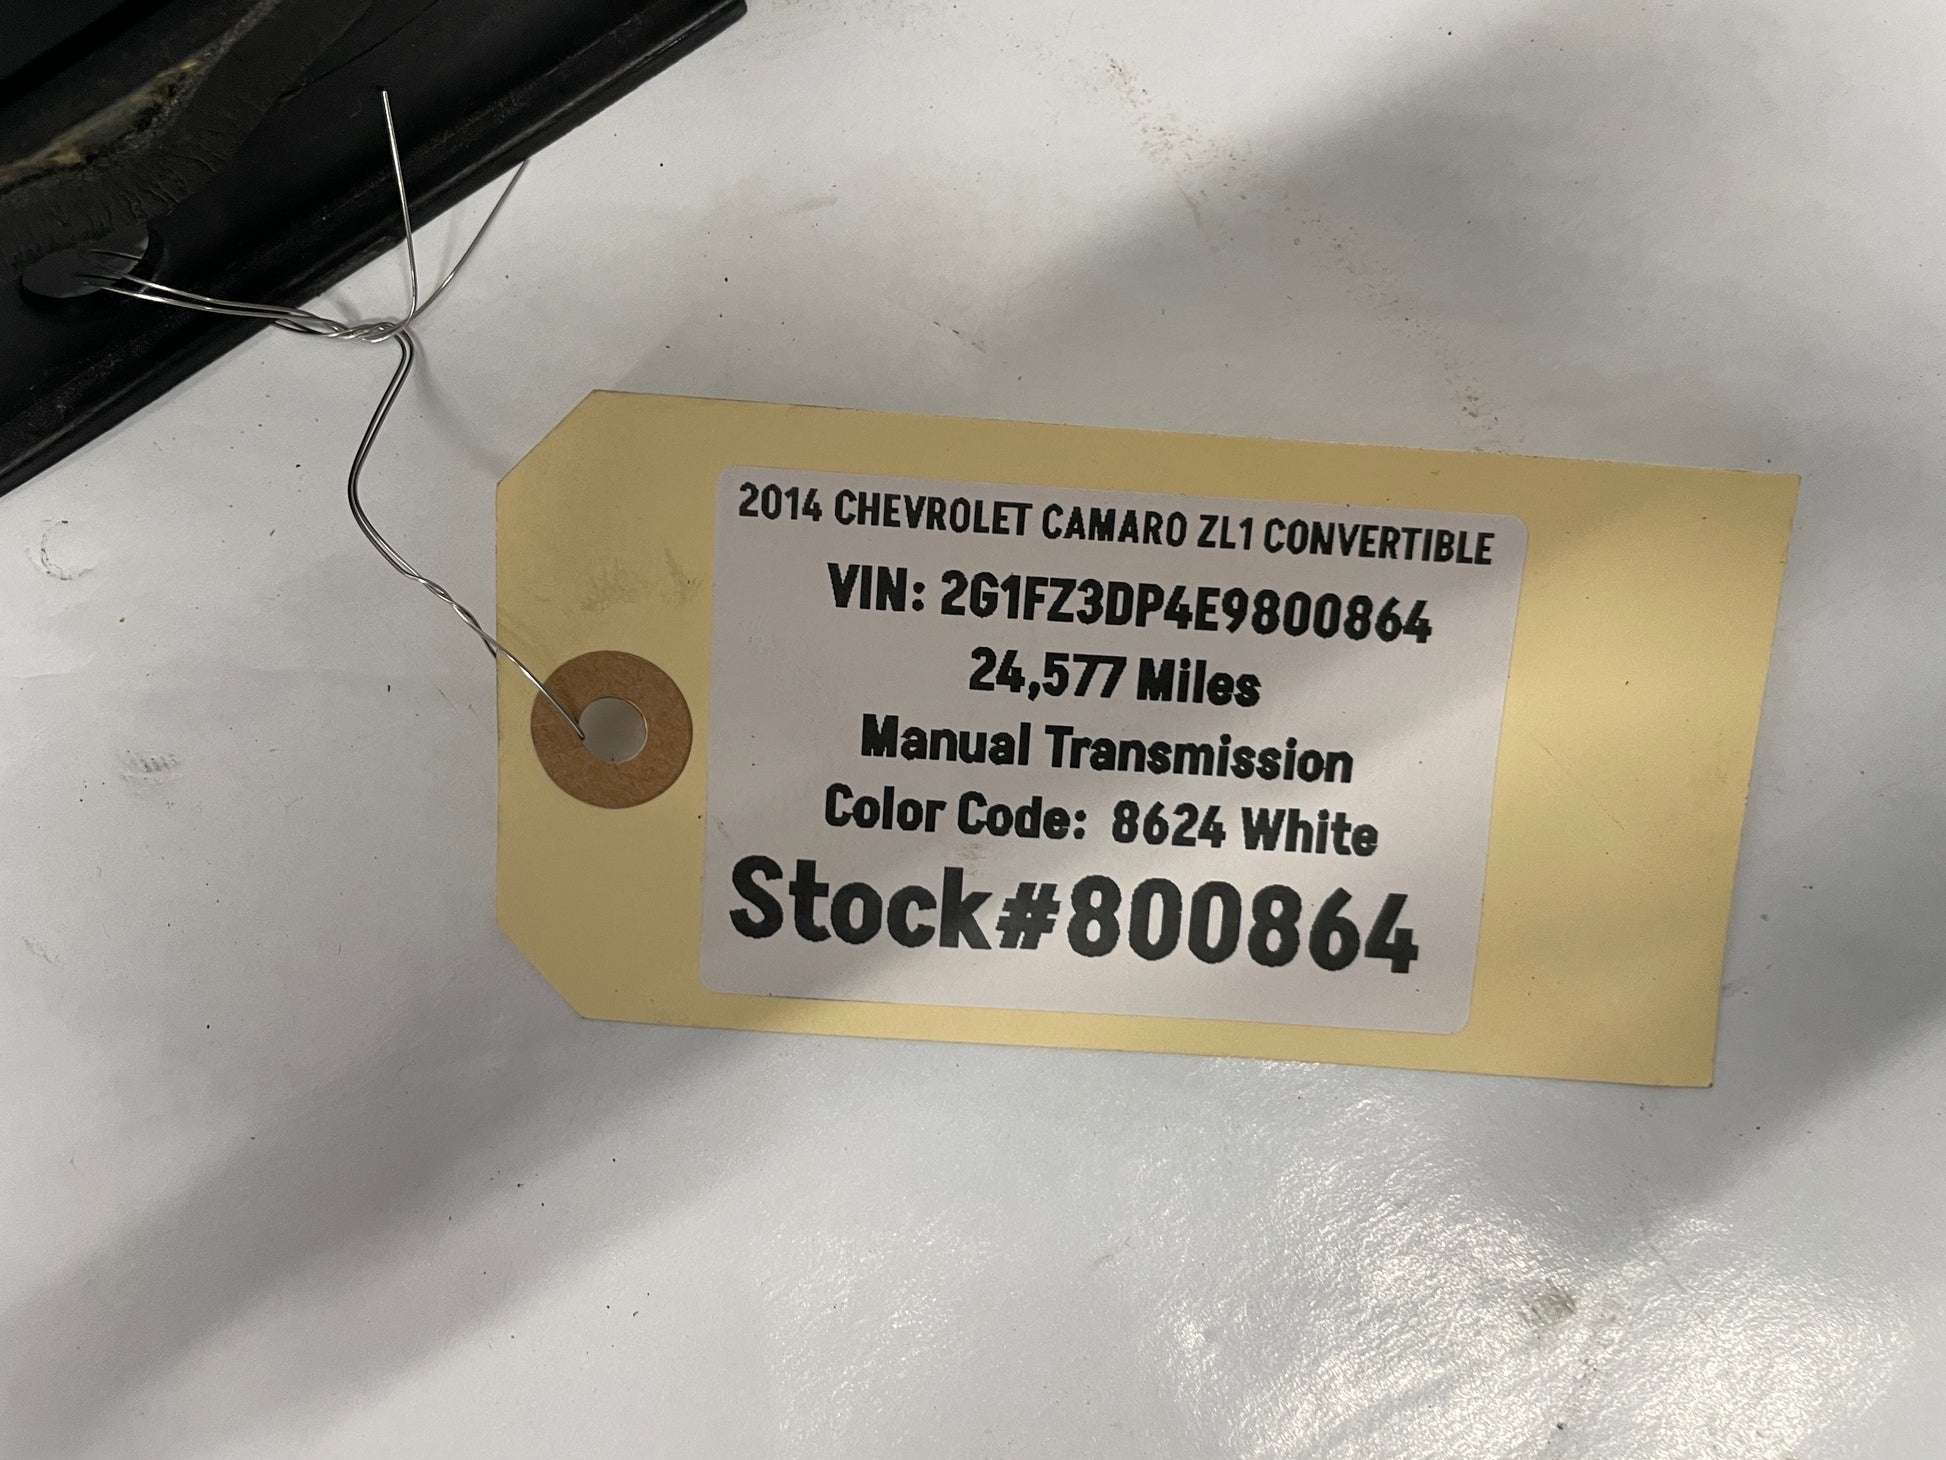 2014 CHEVROLET CAMARO ZL1 CONVERTIBLE
VIN: 2G1FZ3DP4E9800864
24,577 Miles
Manual Transmission
Color Code: 8624 White
Stock#800864